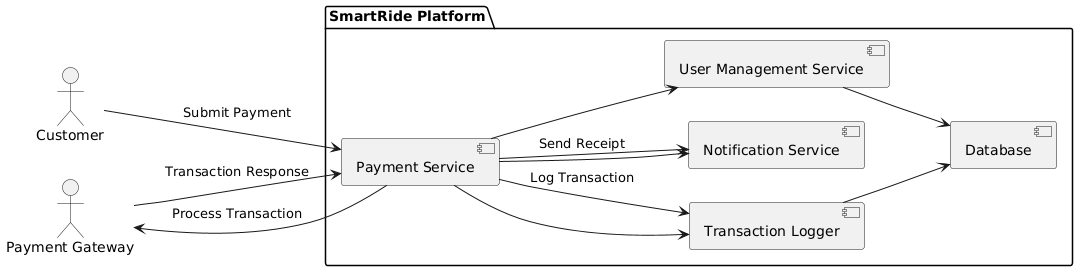 SmartRide Platform
User Management Service
Submit Payment
Customer
Send Receipt
Notification Service
Database
Payment Service
Transaction Response
Log Transaction
Process Transaction
Transaction Logger
Payment Gateway